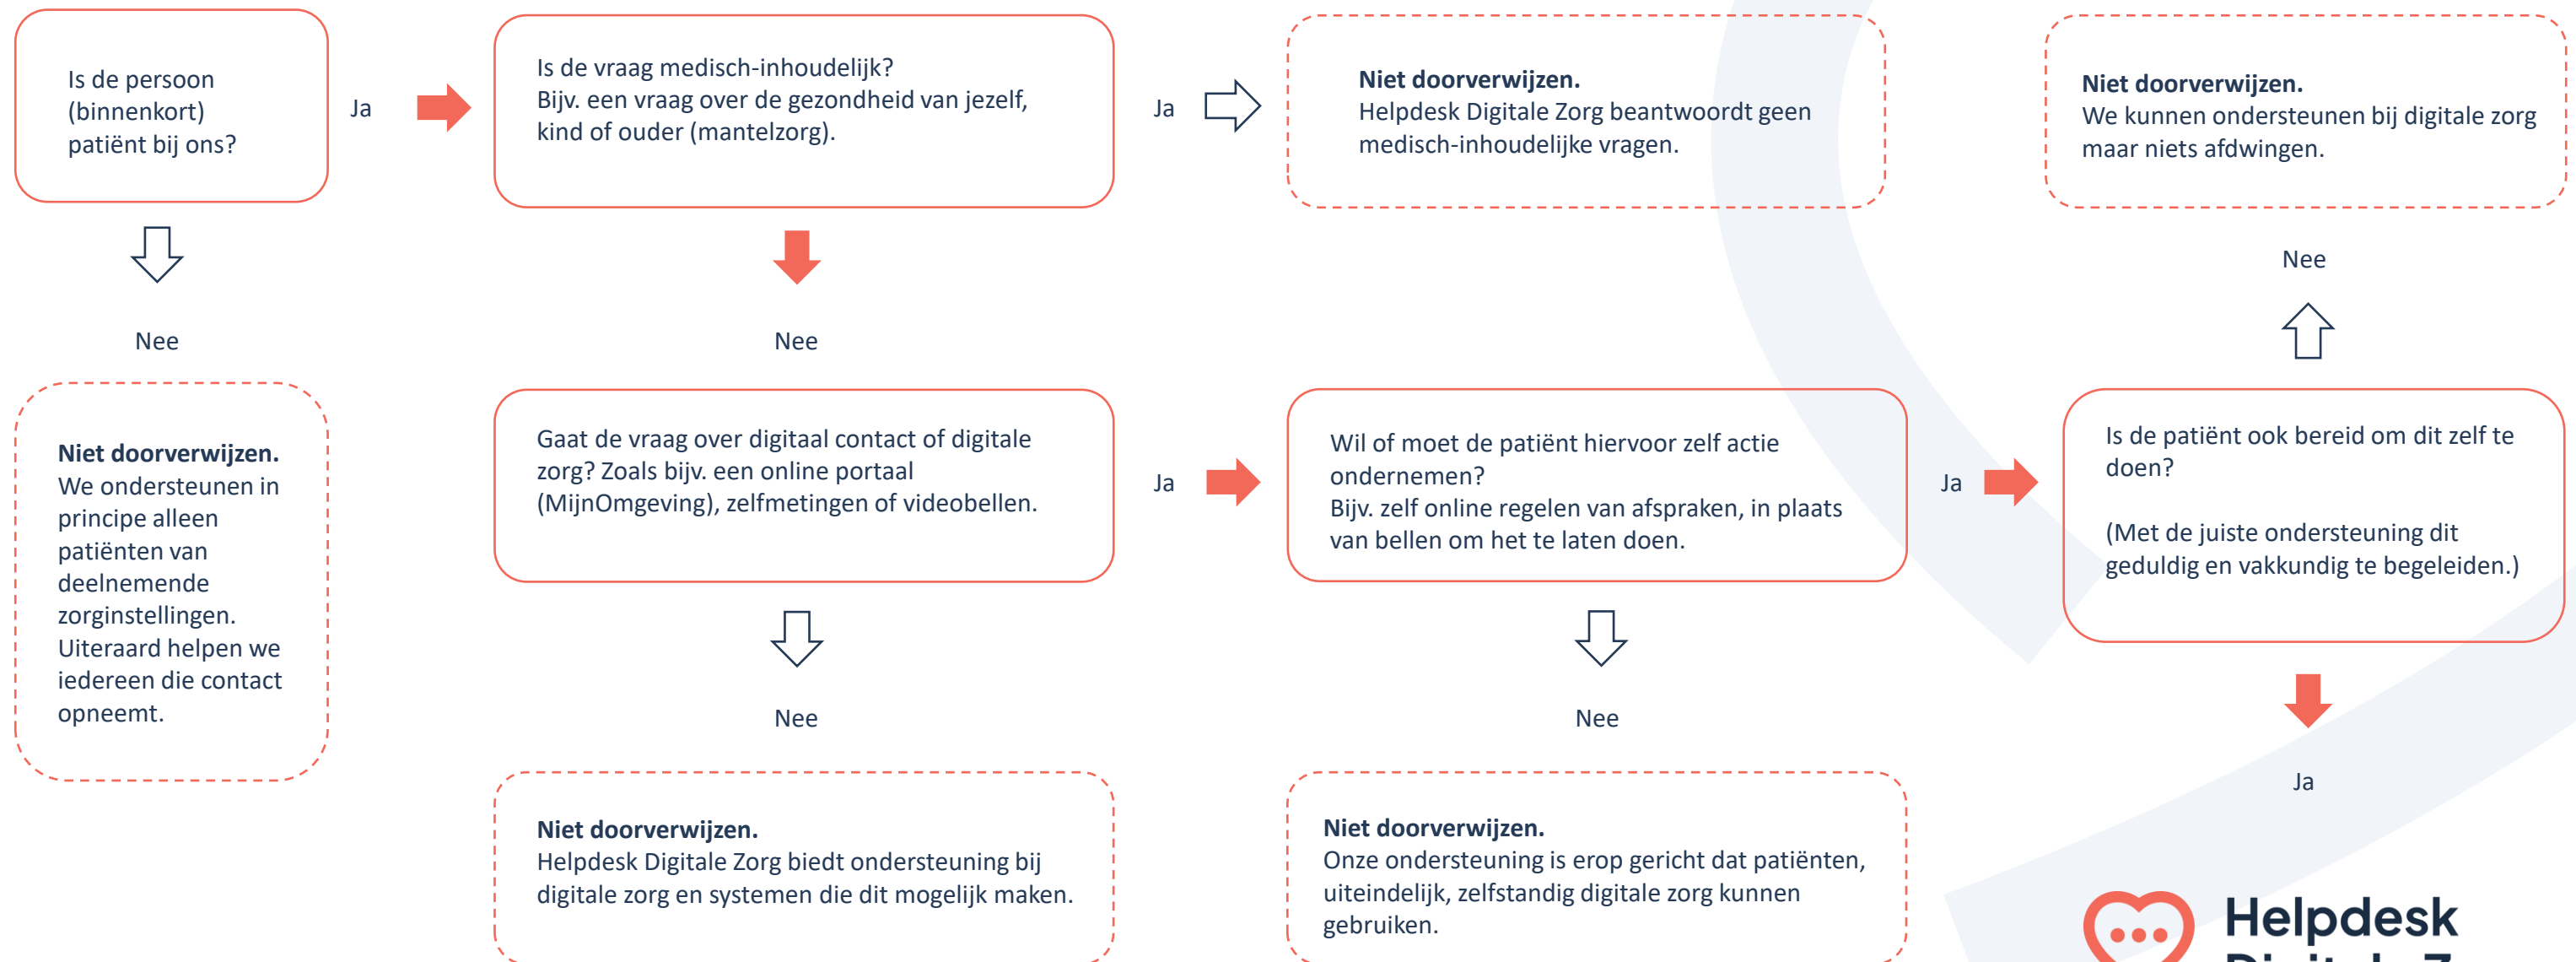 Is de persoon
(binnenkort)
patiënt bij ons?
Ja
Is de vraag medisch-inhoudelijk?
Bijv. een vraag over de gezondheid van jezelf,
kind of ouder (mantelzorg).
Ja
Niet doorverwijzen.
Helpdesk Digitale Zorg beantwoordt geen
medisch-inhoudelijke vragen.
Niet doorverwijzen.
We kunnen ondersteunen bij digitale zorg
maar niets afdwingen.
Nee
Nee
Nee
Niet doorverwijzen.
We ondersteunen in
principe alleen
patiënten van
deelnemende
zorginstellingen.
Uiteraard helpen we
iedereen die contact
opneemt.
Gaat de vraag over digitaal contact of digitale
zorg? Zoals bijv. een online portaal
(MijnOmgeving), zelfmetingen of videobellen.
Ja
Wil of moet de patiënt hiervoor zelf actie
ondernemen?
Bijv. zelf online regelen van afspraken, in plaats
van bellen om het te laten doen.
Ja
Is de patiënt ook bereid om dit zelf te
doen?
(Met de juiste ondersteuning dit
geduldig en vakkundig te begeleiden.)
Nee
Nee
Ja
Niet doorverwijzen.
Helpdesk Digitale Zorg biedt ondersteuning bij
digitale zorg en systemen die dit mogelijk maken.
Niet doorverwijzen.
Onze ondersteuning is erop gericht dat patiënten,
uiteindelijk, zelfstandig digitale zorg kunnen
gebruiken.
Helpdesk
Digitale